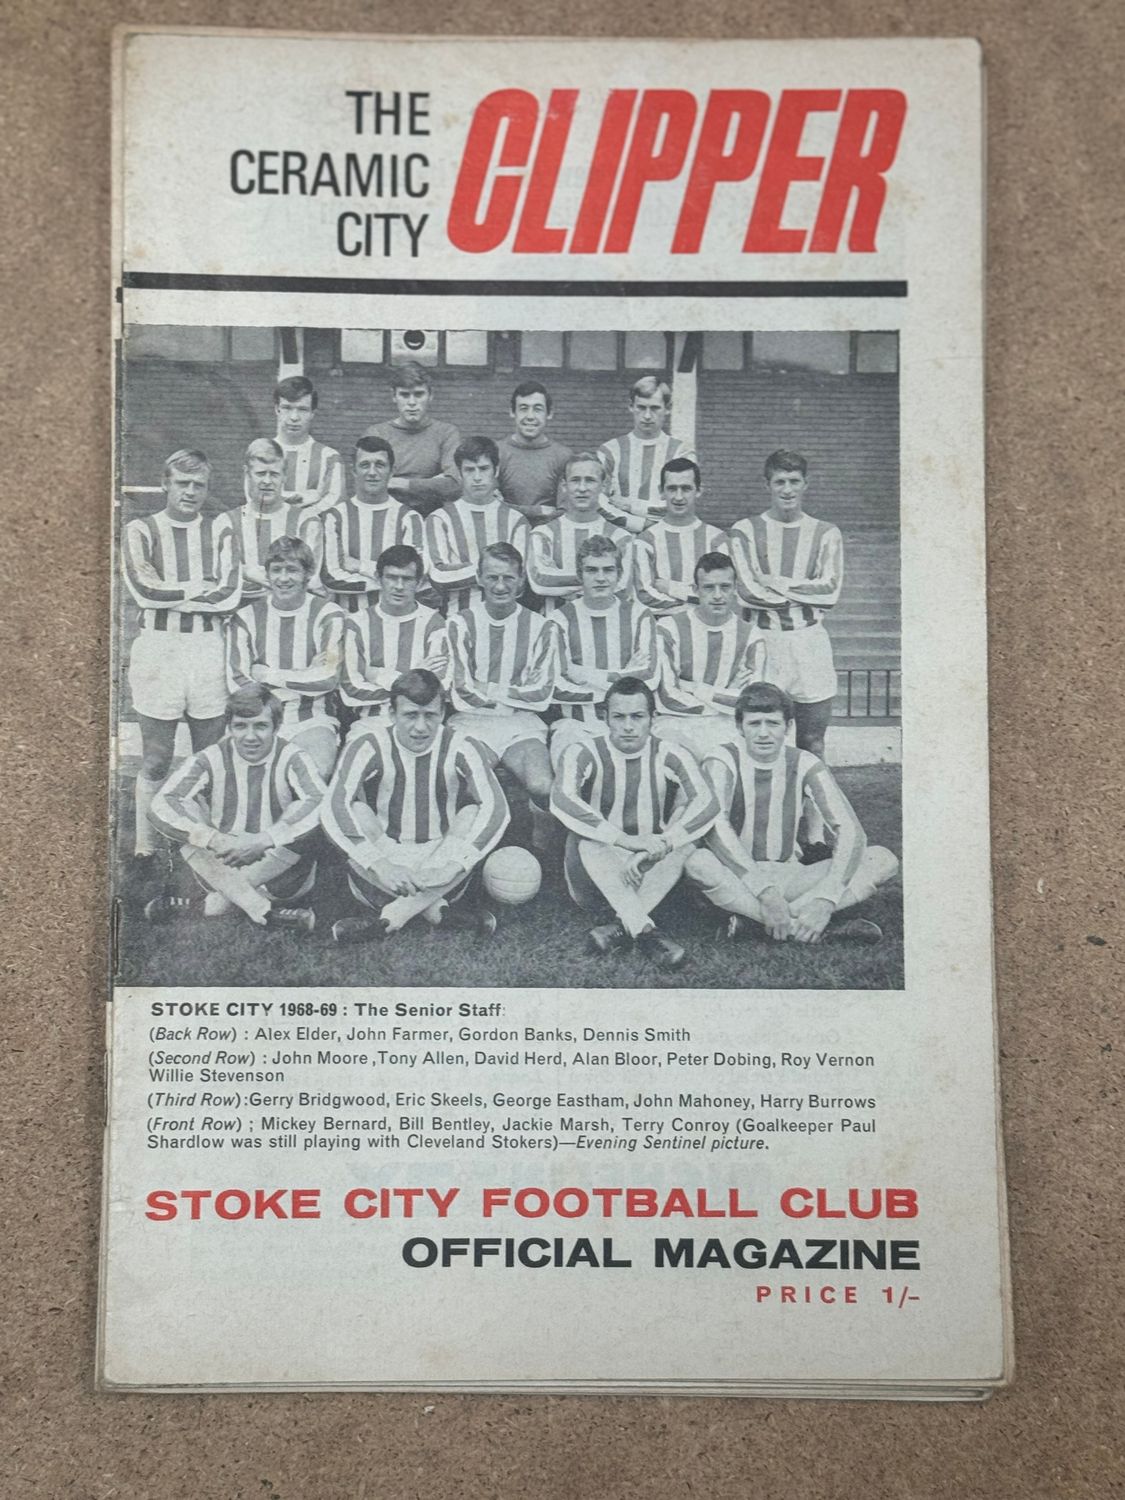 THE
CERAMIC
CITY
CLIPPER
STOKE CITY 1968-69 : The Senior Staff:
(Back Row) : Alex Elder, John Farmer, Gordon Banks, Dennis Smith
(Second Row) : John Moore ,Tony Allen, David Herd, Alan Bloor, Peter Dobing, Roy Vernon
Willie Stevenson
(Third Row):Gerry Bridgwood, Eric Skeels, George Eastham, John Mahoney, Harry Burrows
(Front Row) ; Mickey Bernard, Bill Bentley, Jackie Marsh, Terry Conroy (Goalkeeper Paul
Shardlow was still playing with Cleveland Stokers)—Evening Sentinel picture.
STOKE CITY FOOTBALL CLUB
OFFICIAL MAGAZINE
PRICE 1/-